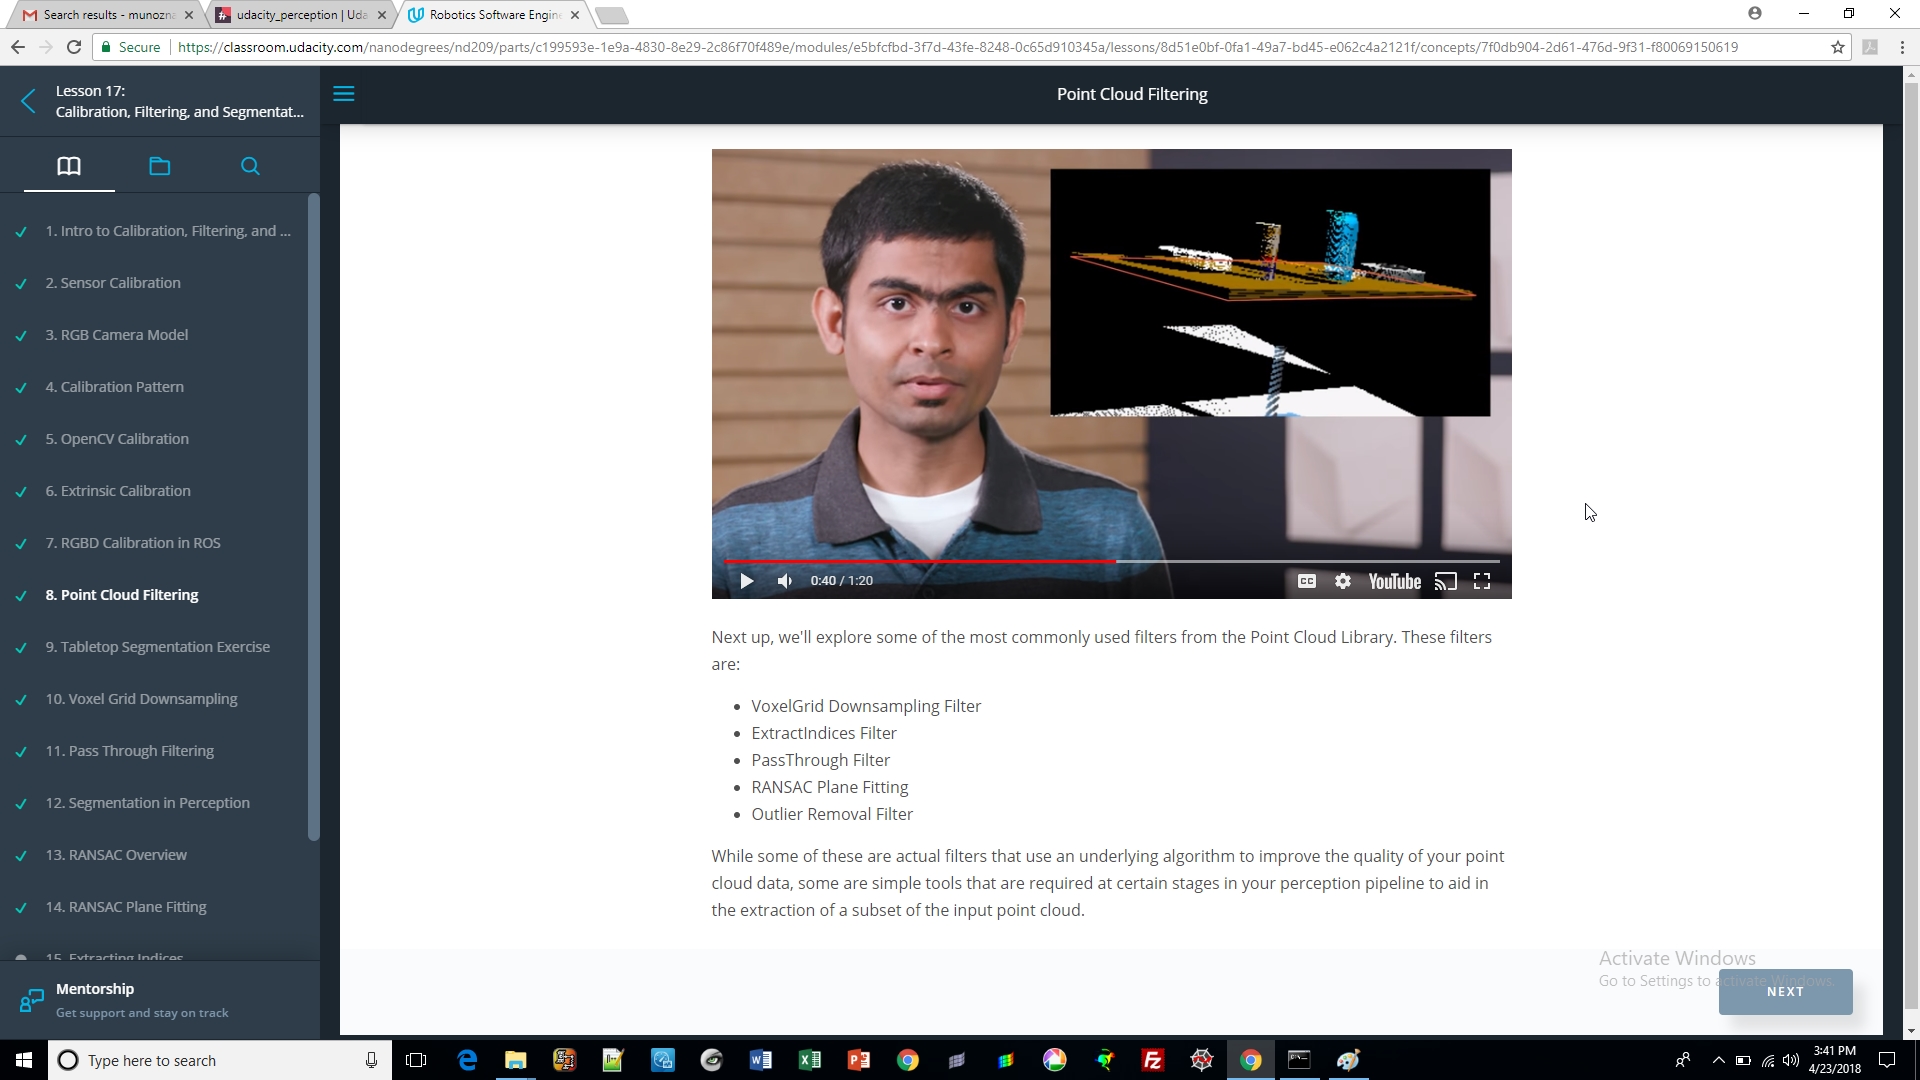 Search results - munozna
udacity_perception | Uda
Robotics Software Engine
Secure
https://classroom.udacity.com/nanodegrees/nd209/parts/c199593e-1e9a-4830-8e29-2c86f70f489e/modules/e5bfcfbd-3f7d-43fe-8248-0c65d910345a/lessons/8d51e0bf-0fa1-49a7-bd45-e062c4a2121f/concepts/7f0db904-2d61-476d-9f31-f80069150619
Lesson 17:
Calibration, Filtering, and Segmentat...
Point Cloud Filtering
1. Intro to Calibration, Filtering, and ...
2. Sensor Calibration
3. RGB Camera Model
4. Calibration Pattern
5. OpenCV Calibration
6. Extrinsic Calibration
7. RGBD Calibration in ROS
8. Point Cloud Filtering
9. Tabletop Segmentation Exercise
10. Voxel Grid Downsampling
11. Pass Through Filtering
12. Segmentation in Perception
13. RANSAC Overview
14. RANSAC Plane Fitting
15. Extracting Indices
Mentorship
Get support and stay on track
0:40 / 1:20
CC
YouTube
Next up, we'll explore some of the most commonly used filters from the Point Cloud Library. These filters
are:
• VoxelGrid Downsampling Filter
• ExtractIndices Filter
• PassThrough Filter
• RANSAC Plane Fitting
• Outlier Removal Filter
While some of these are actual filters that use an underlying algorithm to improve the quality of your point
cloud data, some are simple tools that are required at certain stages in your perception pipeline to aid in
the extraction of a subset of the input point cloud.
Activate Windows
Go to Settings to activate Windows.
NEXT
Type here to search
3:41 PM
4/23/2018